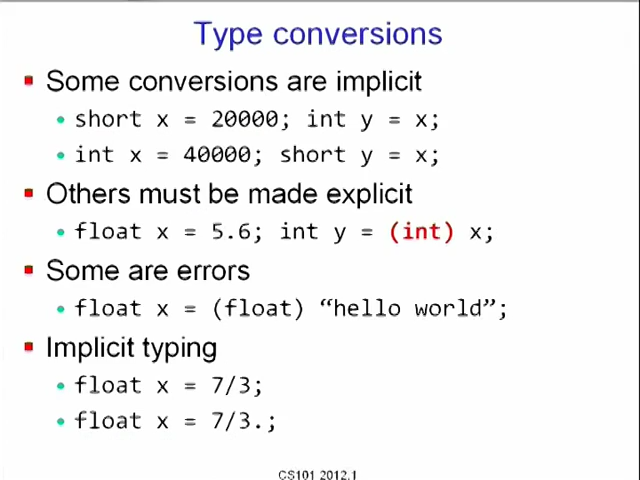 Type conversions
Some conversions are implicit
short x = 20000; int y = x;
int x = 40000; short y = x;
Others must be made explicit
float x = 5.6; int y = (int) x;
Some are errors
float x = (float) “hello world”;
Implicit typing
float x = 7/3;
float x = 7/3.;
CS101 2012.1